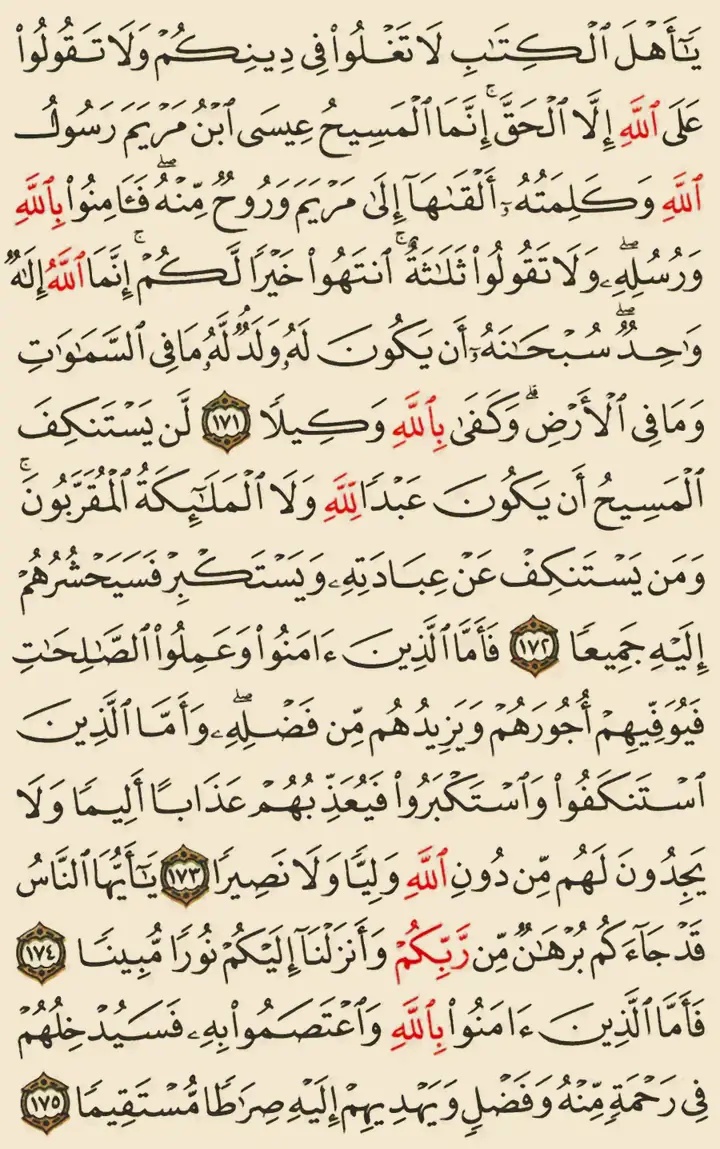 يَـٰٓأَهۡلَ ٱلۡكِتَـٰبِ لَا تَغۡلُواْ فِي دِينِكُمۡ وَلَا تَقُولُواْ
عَلَى ٱللَّهِ إِلَّا ٱلۡحَقَّۚ إِنَّمَا ٱلۡمَسِيحُ عِيسَى ٱبۡنُ مَرۡيَمَ رَسُولُ
ٱللَّهِ وَكَلِمَتُهُۥٓ أَلۡقَىٰهَآ إِلَىٰ مَرۡيَمَ وَرُوحٞ مِّنۡهُۖ فَـَٔامِنُواْ بِٱللَّهِ
وَرُسُلِهِۦۖ وَلَا تَقُولُواْ ثَلَـٰثَةٌۚ ٱنتَهُواْ خَيۡرٗا لَّكُمۡۚ إِنَّمَا ٱللَّهُ إِلَـٰهٞ
وَٰحِدٞۖ سُبۡحَـٰنَهُۥٓ أَن يَكُونَ لَهُۥ وَلَدٞۘ لَّهُۥ مَا فِي ٱلسَّمَـٰوَٰتِ
وَمَا فِي ٱلۡأَرۡضِۗ وَكَفَىٰ بِٱللَّهِ وَكِيلٗا ١٧١ لَّن يَسۡتَنكِفَ
ٱلۡمَسِيحُ أَن يَكُونَ عَبۡدٗا لِّلَّهِ وَلَا ٱلۡمَلَـٰٓئِكَةُ ٱلۡمُقَرَّبُونَۚ
وَمَن يَسۡتَنكِفۡ عَنۡ عِبَادَتِهِۦ وَيَسۡتَكۡبِرۡ فَسَيَحۡشُرُهُمۡ
إِلَيۡهِ جَمِيعٗا ١٧٢ فَأَمَّا ٱلَّذِينَ ءَامَنُواْ وَعَمِلُواْ ٱلصَّـٰلِحَـٰتِ
فَيُوَفِّيهِمۡ أُجُورَهُمۡ وَيَزِيدُهُم مِّن فَضۡلِهِۦۖ وَأَمَّا ٱلَّذِينَ
ٱسۡتَنكَفُواْ وَٱسۡتَكۡبَرُواْ فَيُعَذِّبُهُمۡ عَذَابًا أَلِيمٗا وَلَا
يَجِدُونَ لَهُم مِّن دُونِ ٱللَّهِ وَلِيّٗا وَلَا نَصِيرٗا ١٧٣ يَـٰٓأَيُّهَا ٱلنَّاسُ
قَدۡ جَآءَكُم بُرۡهَـٰنٞ مِّن رَّبِّكُمۡ وَأَنزَلۡنَآ إِلَيۡكُمۡ نُورٗا مُّبِينٗا ١٧٤
فَأَمَّا ٱلَّذِينَ ءَامَنُواْ بِٱللَّهِ وَٱعۡتَصَمُواْ بِهِۦ فَسَيُدۡخِلُهُمۡ
فِي رَحۡمَةٖ مِّنۡهُ وَفَضۡلٖ وَيَهۡدِيهِمۡ إِلَيۡهِ صِرَٰطٗا مُّسۡتَقِيمٗا ١٧٥